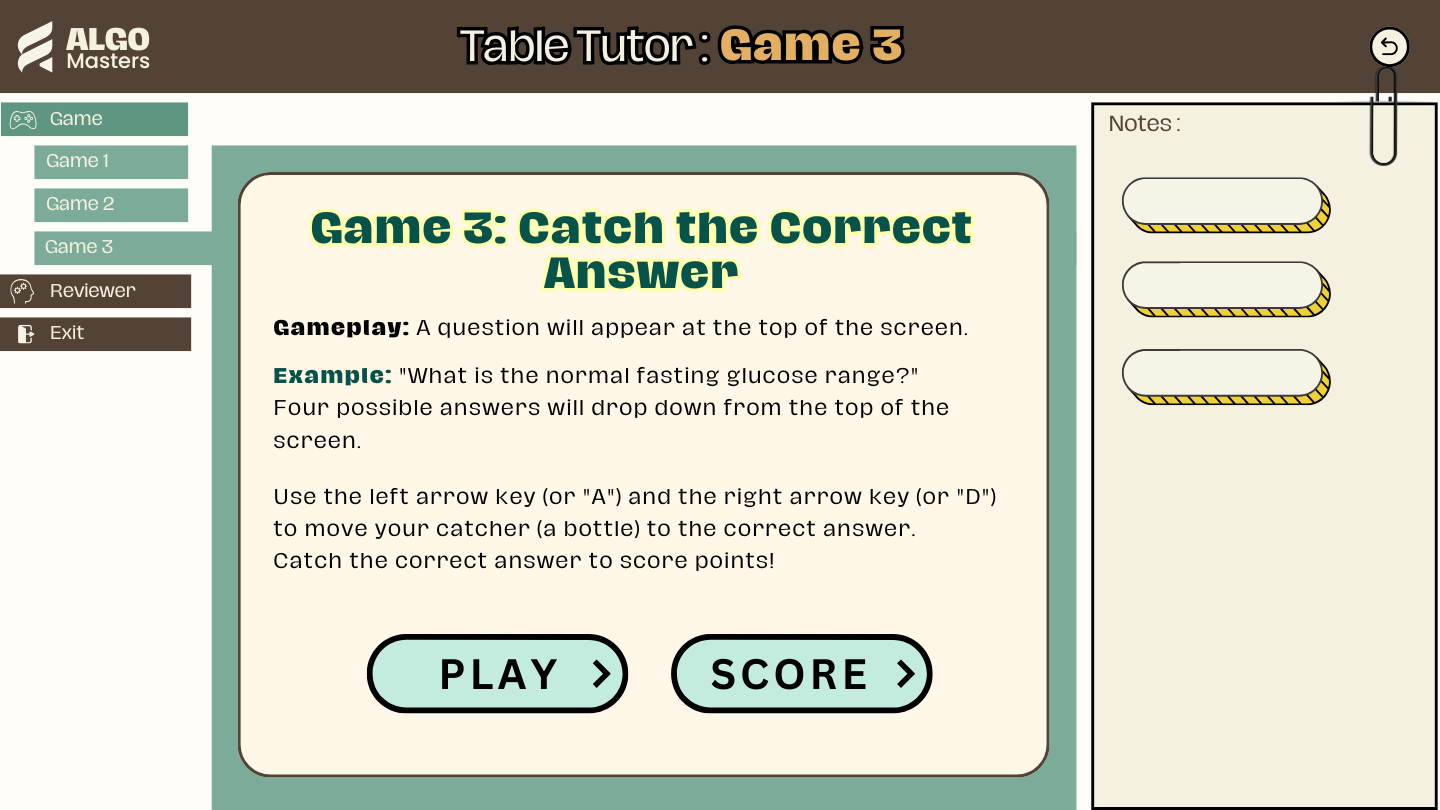 ALGO
Masters
Table Tutor : Game 3
Game
Game 1
Game 2
Game 3
Reviewer
Exit
Game 3: Catch the Correct
Answer
Gameplay: A question will appear at the top of the screen.
Example: "What is the normal fasting glucose range?"
Four possible answers will drop down from the top of the
screen.
Use the left arrow key (or "A") and the right arrow key (or "D")
to move your catcher (a bottle) to the correct answer.
Catch the correct answer to score points!
PLAY
SCORE
Notes :